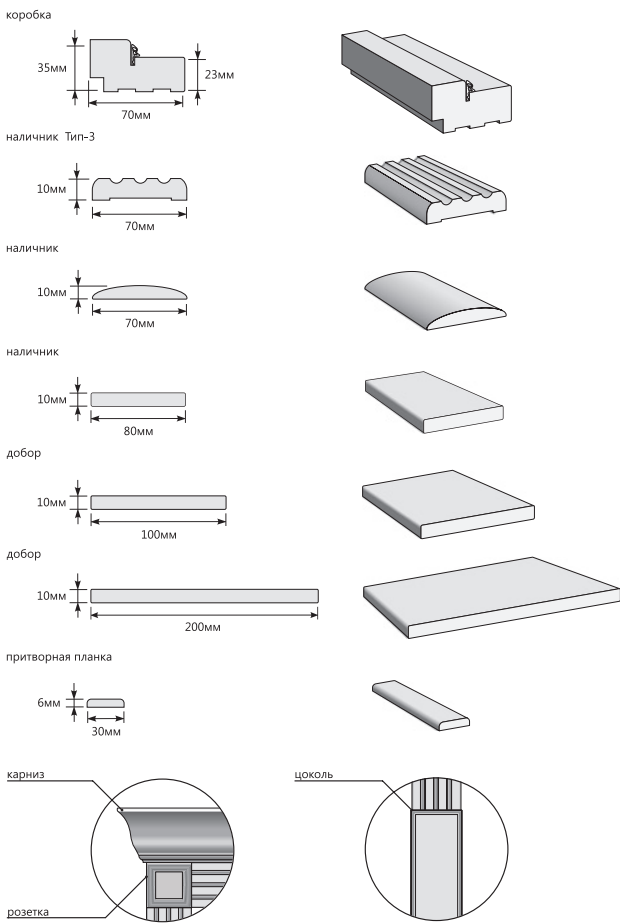 коробка
35мм
23мм
70мм
наличник Тип-3
10мм
70мм
наличник
10мм
70мм
наличник
10мм
80мм
добор
10мм
100мм
добор
10мм
200мм
притворная планка
6мм
30мм
карниз
цоколь
розетка